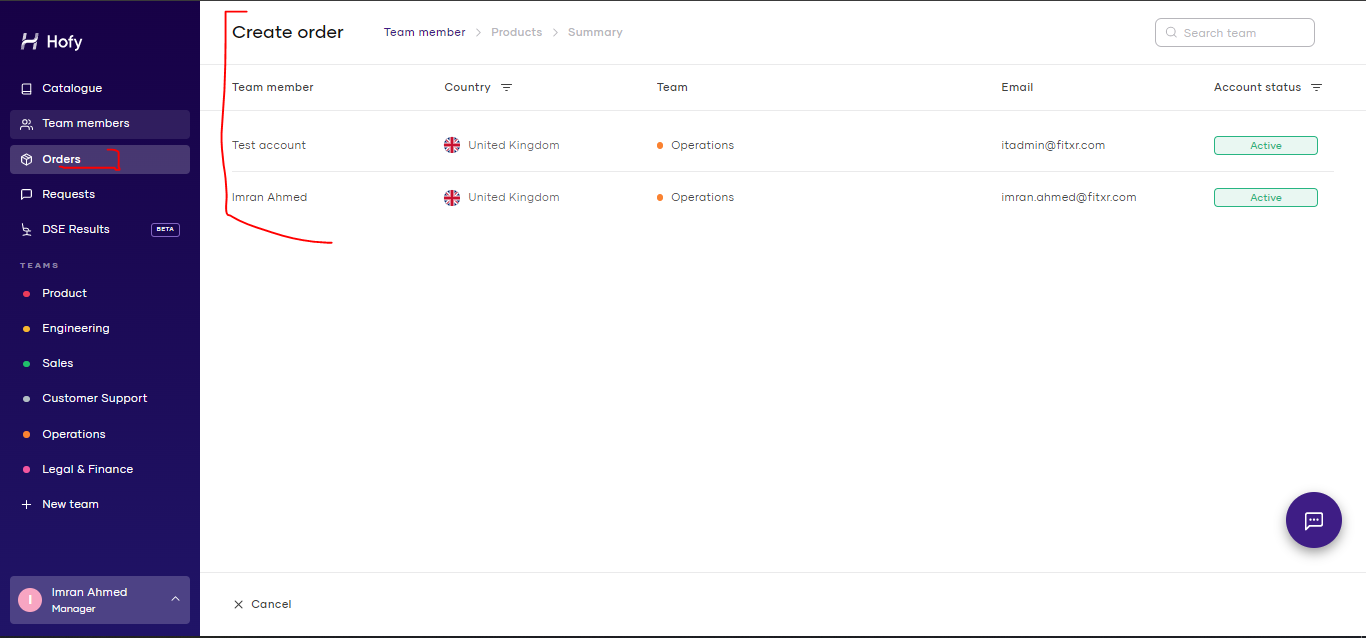 Hofy
Catalogue
Team members
Orders
Requests
DSE Results BETA
TEAMS
Product
Engineering
Sales
Customer Support
Operations
Legal & Finance
New team
I
Imran Ahmed
Manager
Create order Team member > Products > Summary Search team
Team member Country Team Email Account status
Test account United Kingdom Operations itadmin@fitxr.com Active
Imran Ahmed United Kingdom Operations imran.ahmed@fitxr.com Active
Cancel